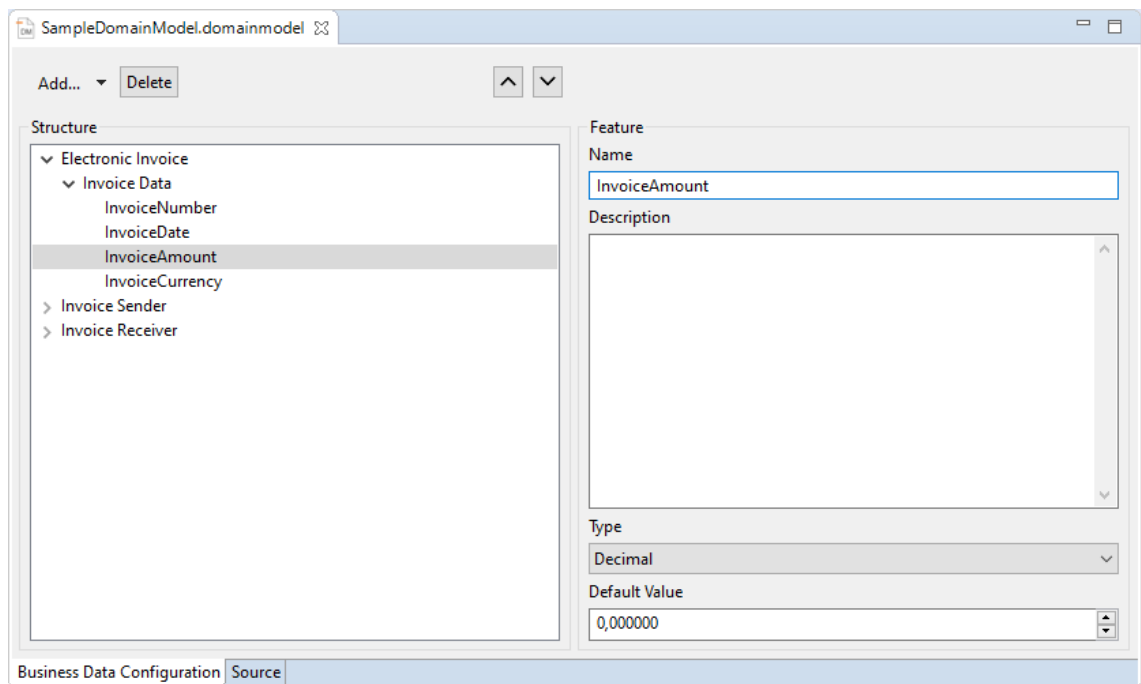 SampleDomainModel.domainmodel
Add... Delete
Structure
Electronic Invoice
Invoice Data
InvoiceNumber
InvoiceDate
InvoiceAmount
InvoiceCurrency
Invoice Sender
Invoice Receiver
Feature
Name
InvoiceAmount
Description
Type
Decimal
Default Value
0,000000
Business Data Configuration Source